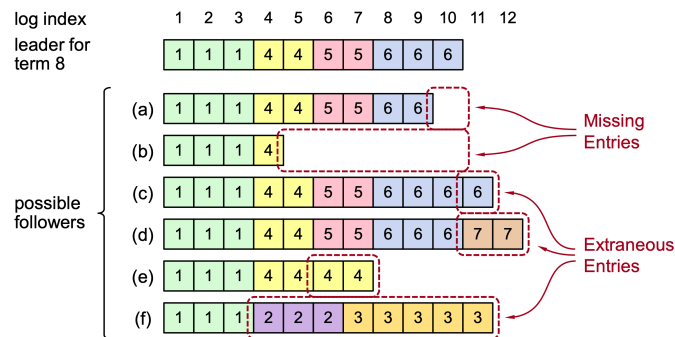 log index 1 2 3 4 5 6 7 8 9 10 11 12
leader for
term 8
1 1 1 4 4 5 5 6 6 6
possible
followers
(a) 1 1 1 4 4 5 5 6 6
(b) 1 1 1 4
(c) 1 1 1 4 4 5 5 6 6 6 6
(d) 1 1 1 4 4 5 5 6 6 6 7 7
(e) 1 1 1 4 4 4 4
(f) 1 1 1 2 2 2 3 3 3 3 3
Missing
Entries
Extraneous
Entries